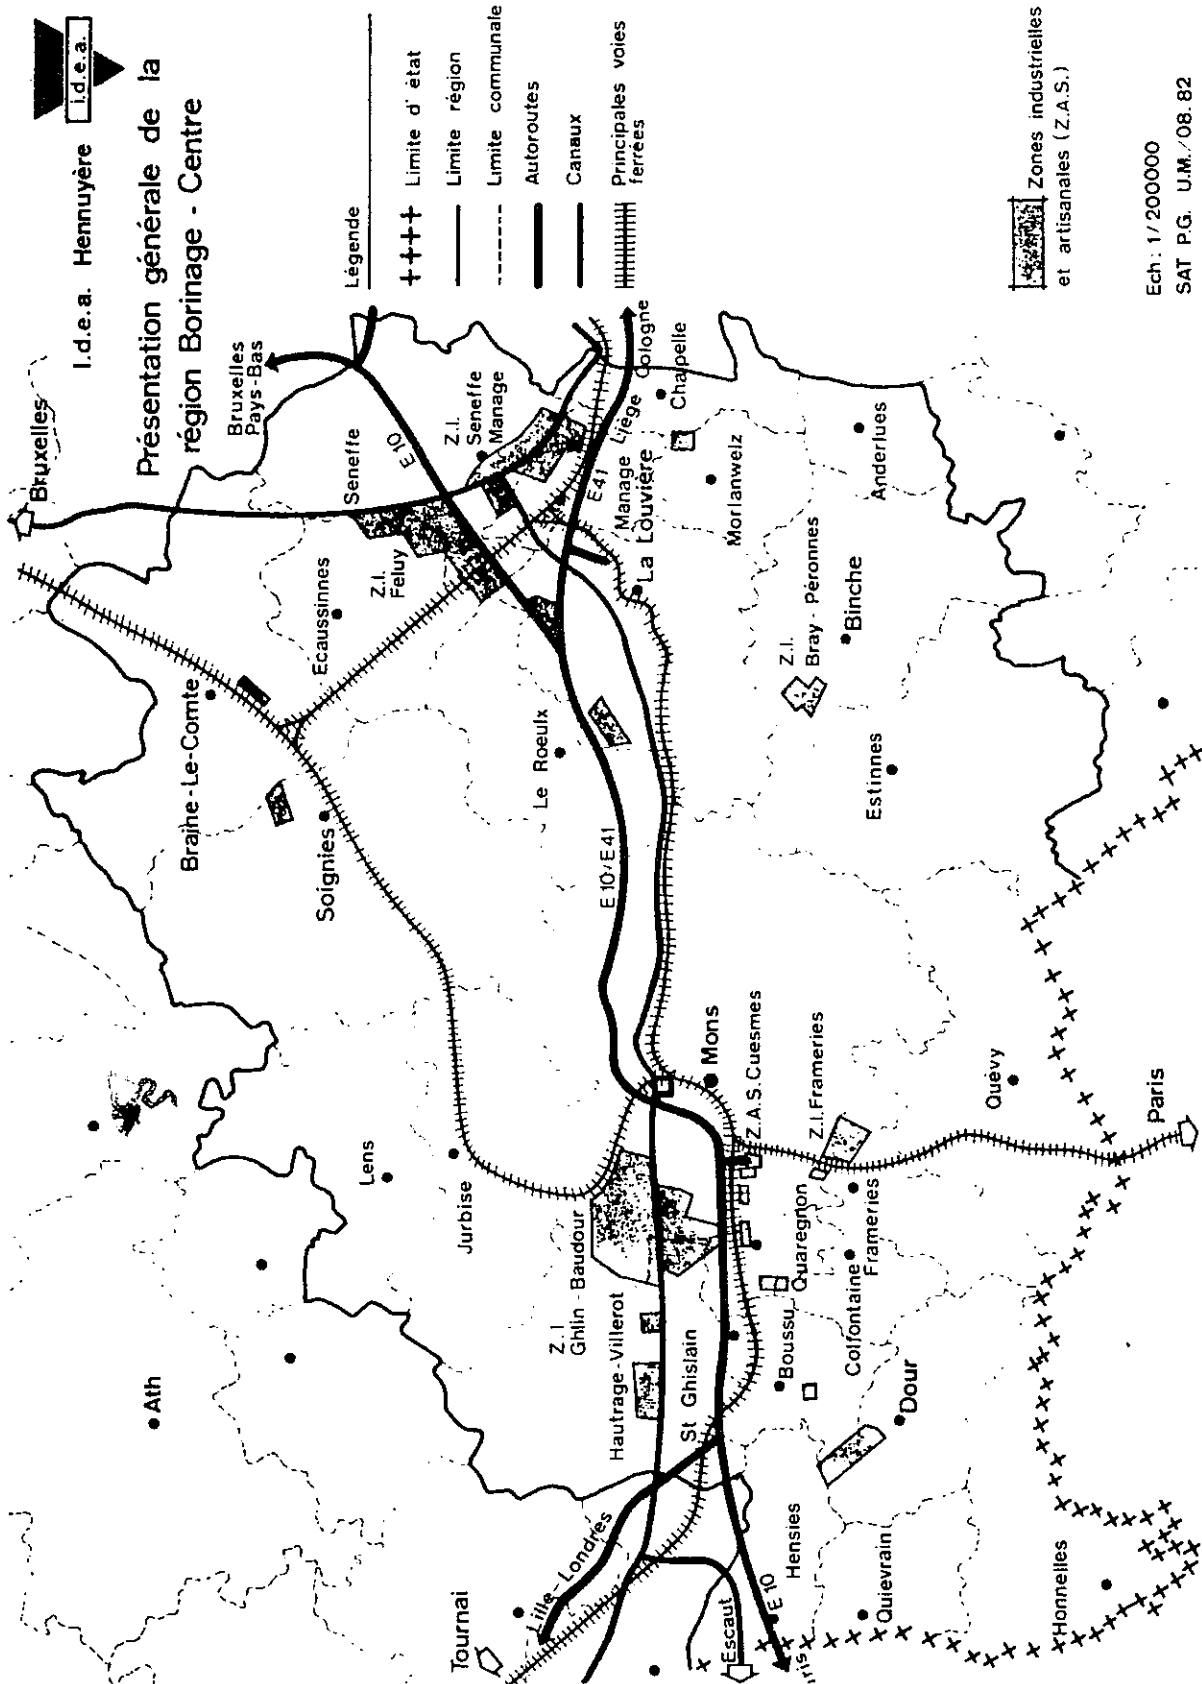 I.d.e.a. Hennuyère
i.d.e.a.
Présentation générale de la
région Borinage - Centre
Légende
Limite d'état
Limite région
Limite communale
Autoroutes
Canaux
Principales voies
ferrées
Zones industrielles
et artisanales (Z.A.S.)
Ech: 1/200000
SAT P.G. U.M./08.82
Bruxelles
Bruxelles
Pays-Bas
Seneffe
E10
Z.I.
Seneffe
Manage
Z.I.
Feluy
Ecaussinnes
Braine-Le-Comte
Soignies
Le Roeulx
E10/E41
E41
Manage
Liège
Cologne
La Louvière
Chapelle
Morlanwelz
Anderlues
Z.I.
Bray - Péronnes
Binche
Estinnes
Ath
Lens
Jurbise
Z.I
Ghlin - Baudour
Hautrage-Villerot
St Ghislain
Mons
Z.A.S. Cuesmes
Z.I. Frameries
Quévy
Paris
Quaregnon
Frameries
Colfontaine
Boussu
Dour
Tournai
Lille - Londres
Escaut
E10
Hensies
Quievrain
Honnelles